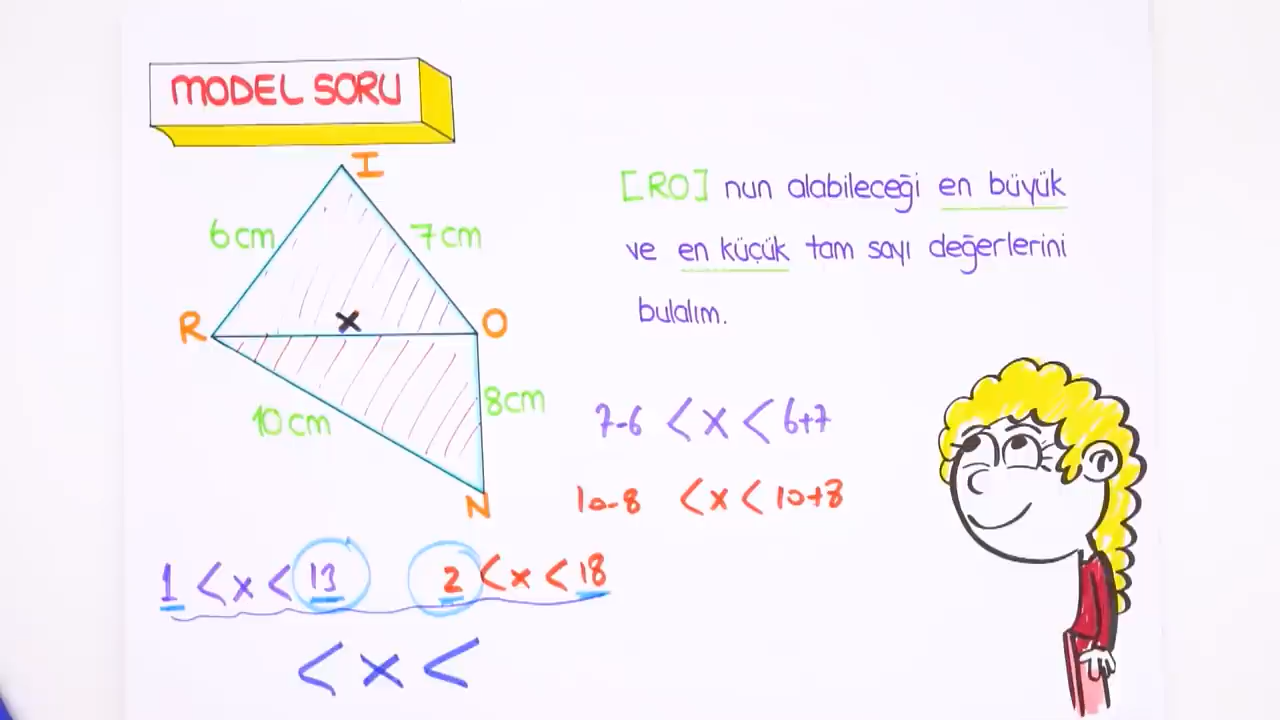 MODEL SORU
I
6cm
7cm
[RO] nun alabileceği en büyük
ve en küçük tam sayı değerlerini
bulalım.
R
x
O
10cm
8cm
N
7-6 < x < 6+7
10-8 < x < 10+8
1 < x < 13
2 < x < 18
< x <